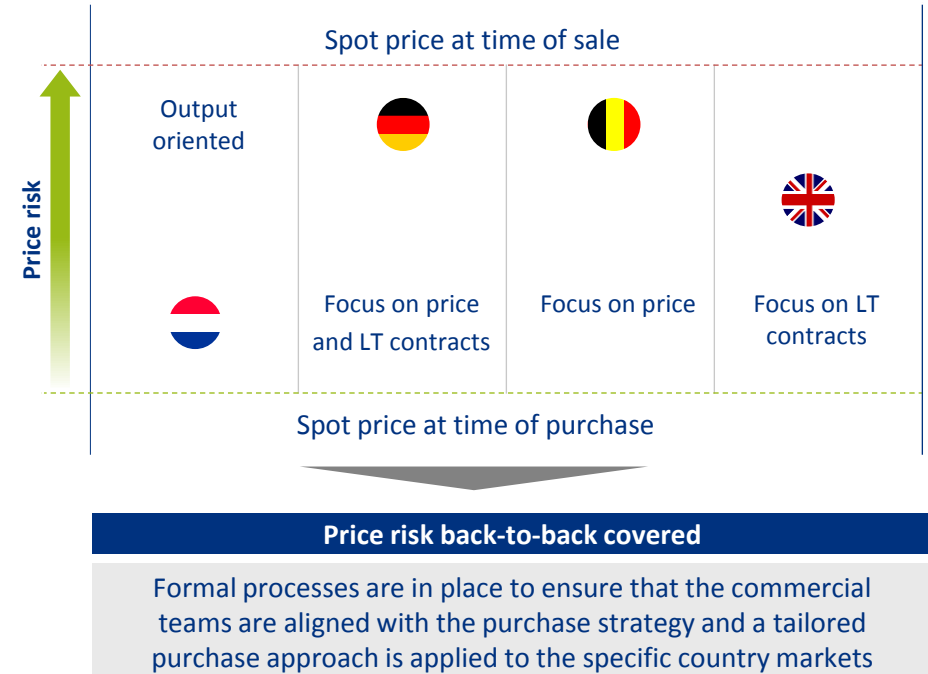 Spot price at time of sale
Price risk
Output
oriented
Focus on price
and LT contracts
Focus on price
Focus on LT
contracts
Spot price at time of purchase
Price risk back-to-back covered
Formal processes are in place to ensure that the commercial
teams are aligned with the purchase strategy and a tailored
purchase approach is applied to the specific country markets